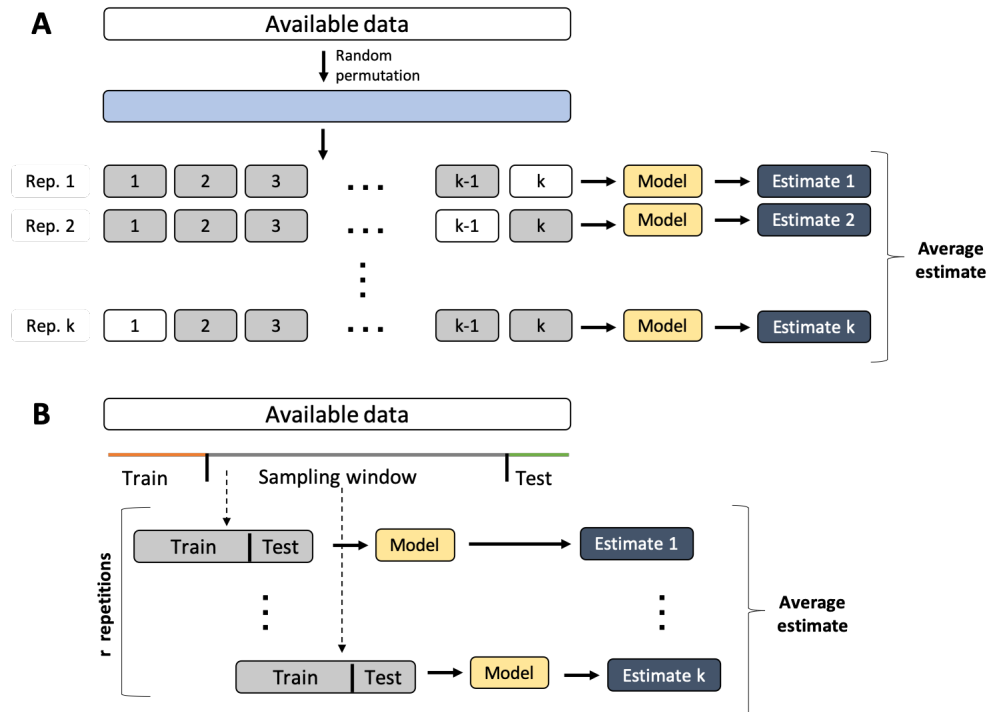 A
Available data
Random
permutation
Rep. 1 1 2 3 ... k-1 k Model Estimate 1
Rep. 2 1 2 3 ... k-1 k Model Estimate 2
Rep. k 1 2 3 ... k-1 k Model Estimate k
Average
estimate
B
Available data
Train Sampling window Test
r repetitions
Train Test Model Estimate 1
Train Test Model Estimate k
Average
estimate